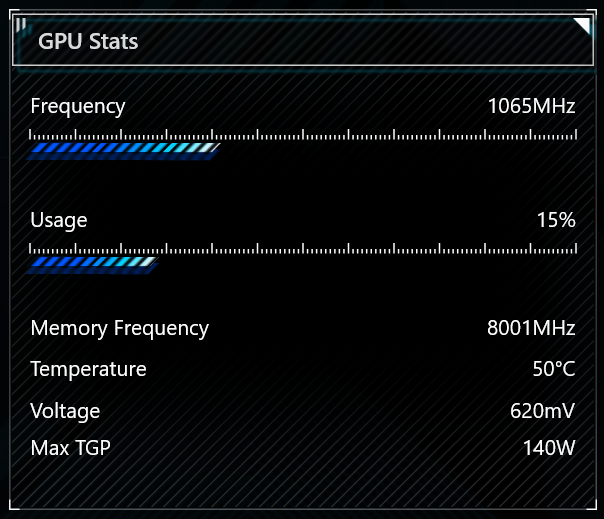 GPU Stats
Frequency 1065MHz
Usage 15%
Memory Frequency 8001MHz
Temperature 50°C
Voltage 620mV
Max TGP 140W